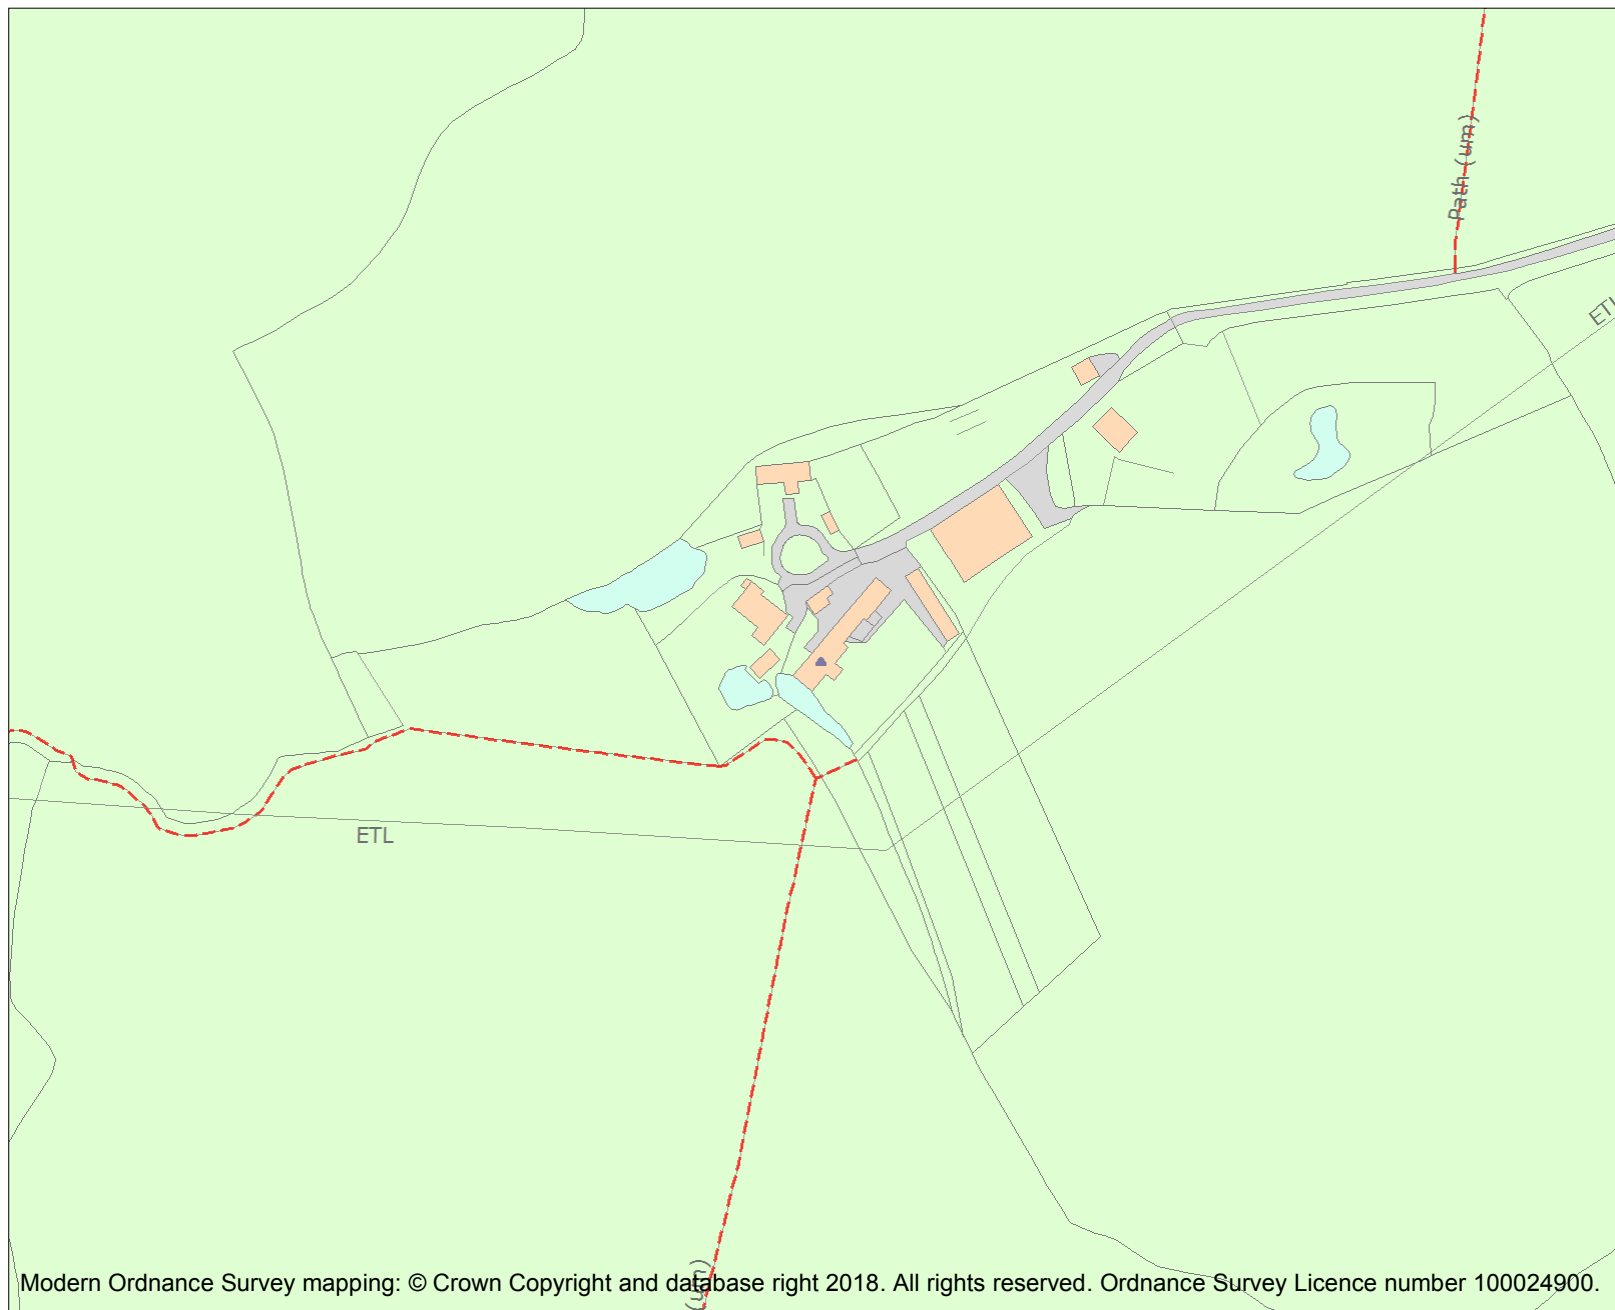 Path (um)
ETL
ETL
(um)
Modern Ordnance Survey mapping: © Crown Copyright and database right 2018. All rights reserved. Ordnance Survey Licence number 100024900.